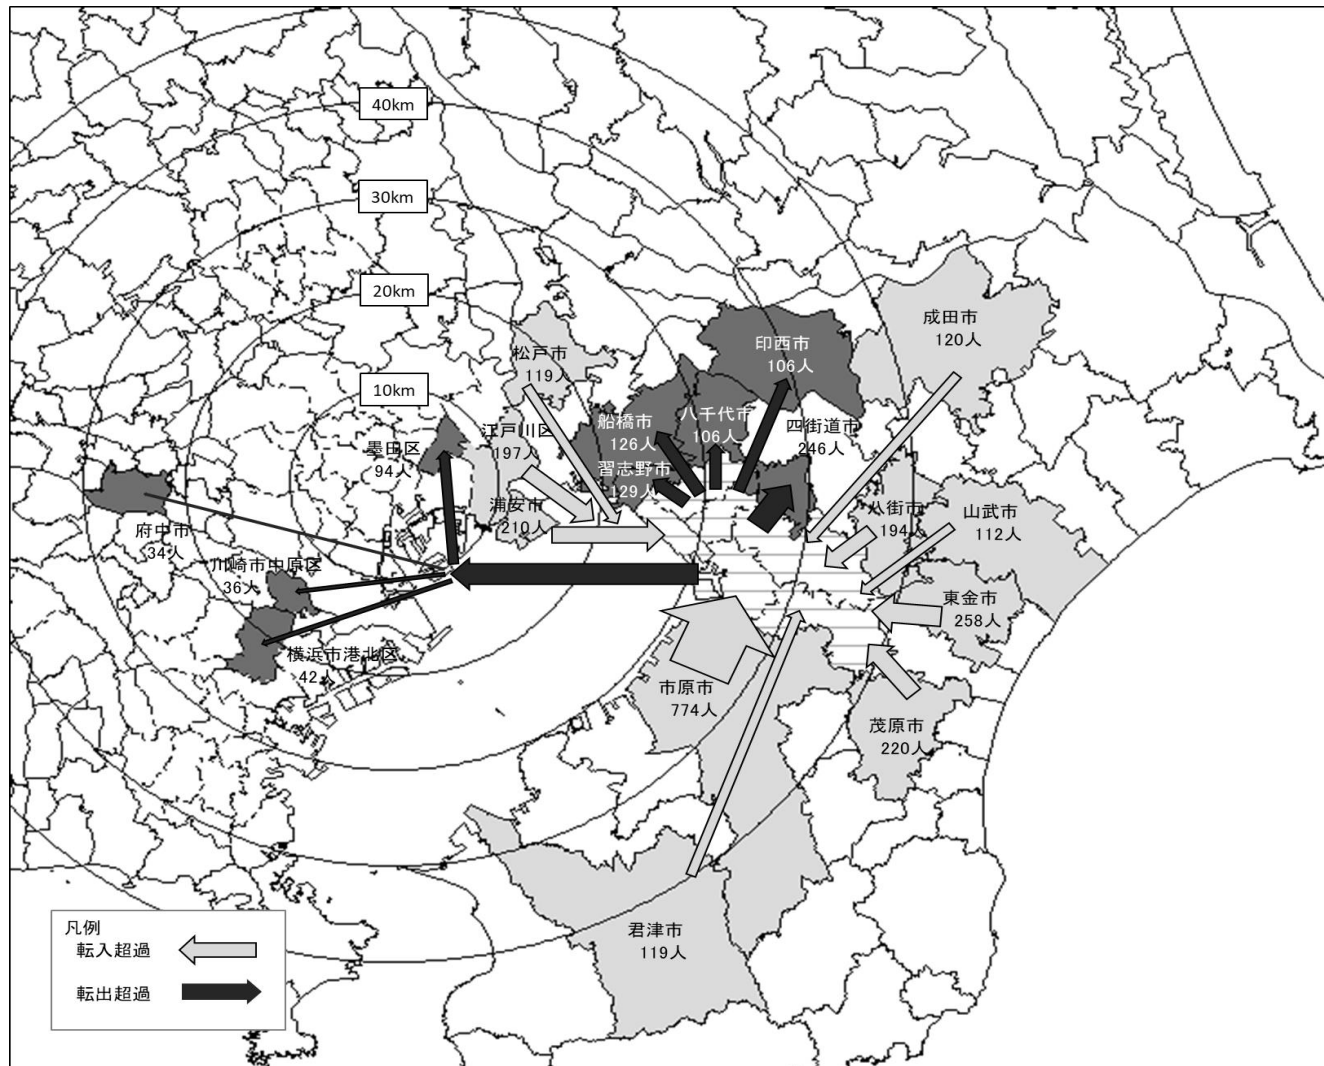 40km
30km
20km
10km
成田市
120人
印西市
106人
松戸市
119人
船橋市
126人
八千代市
106人
四街道市
246人
江戸川区
197人
墨田区
94人
習志野市
129人
浦安市
210人
八街市
194人
山武市
112人
府中市
34人
川崎市中原区
36人
東金市
258人
横浜市港北区
42人
市原市
774人
茂原市
220人
君津市
119人
凡例
転入超過
転出超過